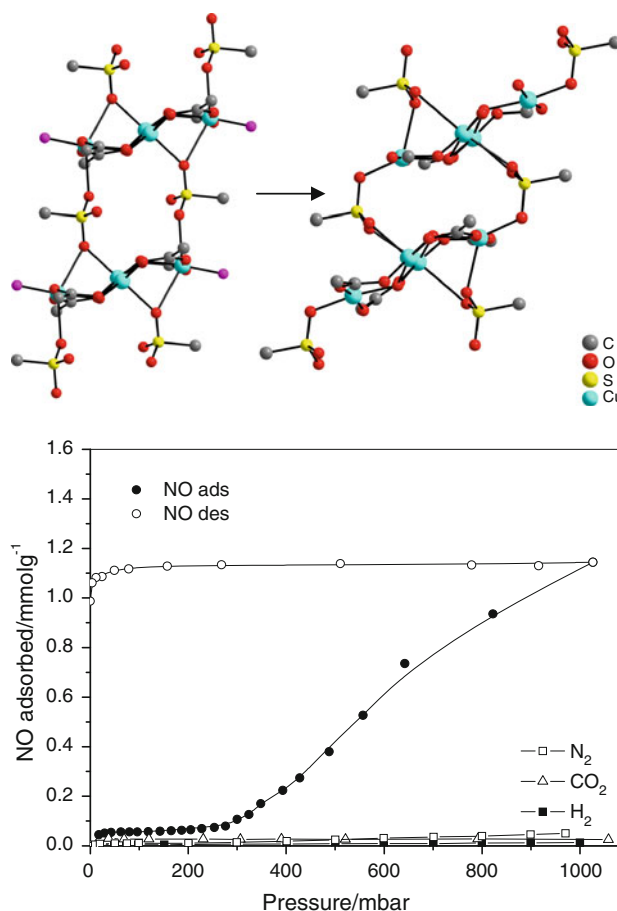 C
O
S
Cu
NO adsorbed/mmolg⁻¹
1.6
1.4
1.2
1.0
0.8
0.6
0.4
0.2
0.0
NO ads
NO des
N₂
CO₂
H₂
0 200 400 600 800 1000
Pressure/mbar